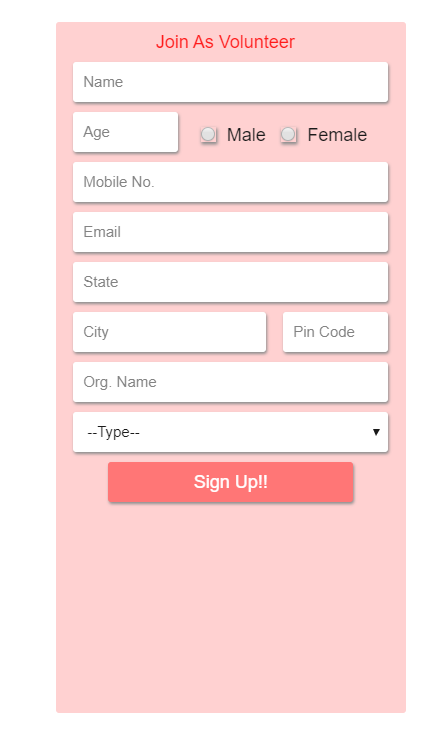 Join As Volunteer
Name
Age Male Female
Mobile No.
Email
State
City Pin Code
Org. Name
--Type--
Sign Up!!